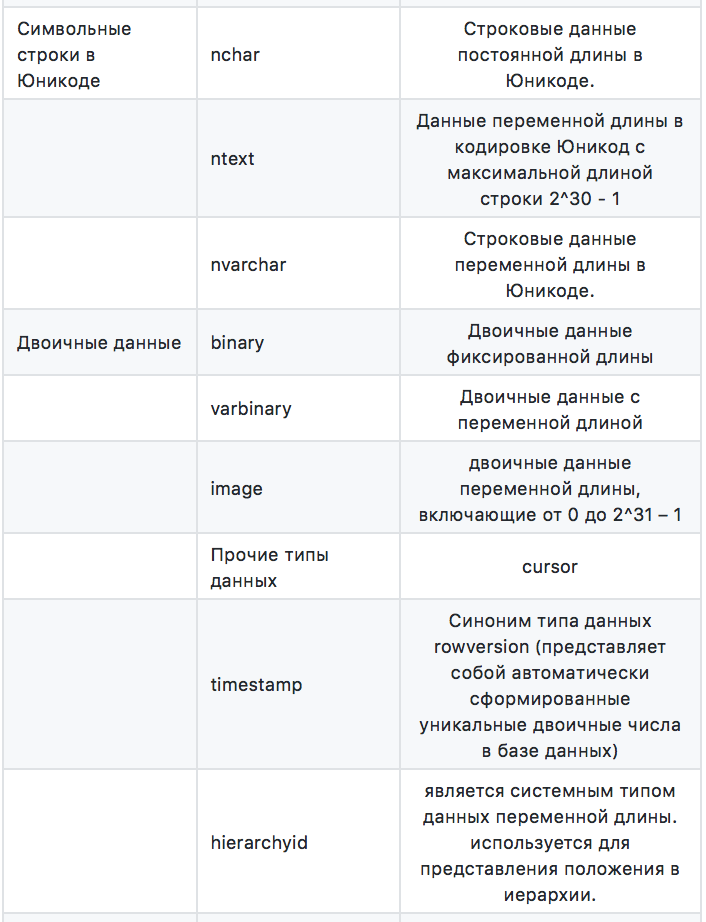 Символьные
строки в
Юникоде
nchar
Строковые данные
постоянной длины в
Юникоде.
ntext
Данные переменной длины в
кодировке Юникод с
максимальной длиной
строки 2^30 - 1
nvarchar
Строковые данные
переменной длины в
Юникоде.
Двоичные данные
binary
Двоичные данные
фиксированной длины
varbinary
Двоичные данные с
переменной длиной
image
двоичные данные
переменной длины,
включающие от 0 до 2^31 – 1
Прочие типы
данных
cursor
timestamp
Синоним типа данных
rowversion (представляет
собой автоматически
сформированные
уникальные двоичные числа
в базе данных)
hierarchyid
является системным типом
данных переменной длины.
используется для
представления положения в
иерархии.